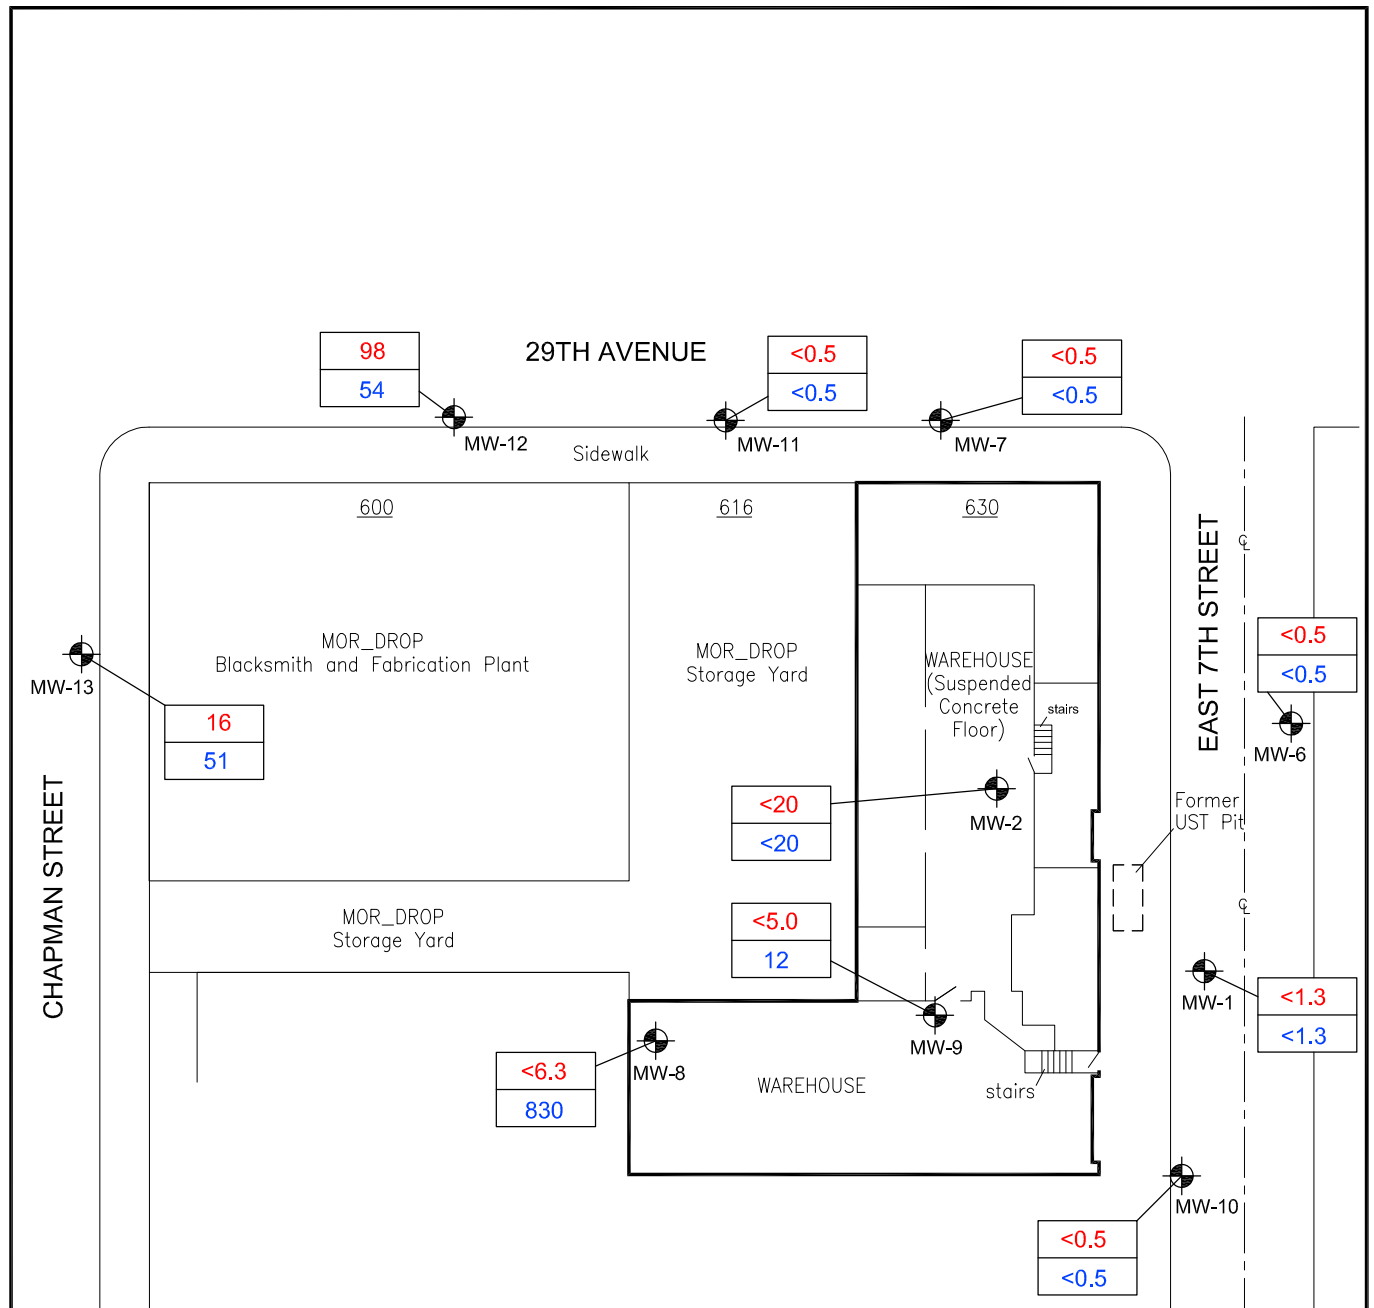 98
54
29TH AVENUE
<0.5
<0.5
<0.5
<0.5
MW-12
MW-11
MW-7
Sidewalk
600
616
630
EAST 7TH STREET
℄
MOR_DROP
Blacksmith and Fabrication Plant
MOR_DROP
Storage Yard
WAREHOUSE
(Suspended
Concrete
Floor)
stairs
<0.5
<0.5
MW-6
MW-13
16
51
CHAPMAN STREET
<20
<20
MW-2
Former
UST Pit
MOR_DROP
Storage Yard
<5.0
12
℄
MW-1
<1.3
<1.3
MW-9
MW-8
<6.3
830
WAREHOUSE
stairs
MW-10
<0.5
<0.5